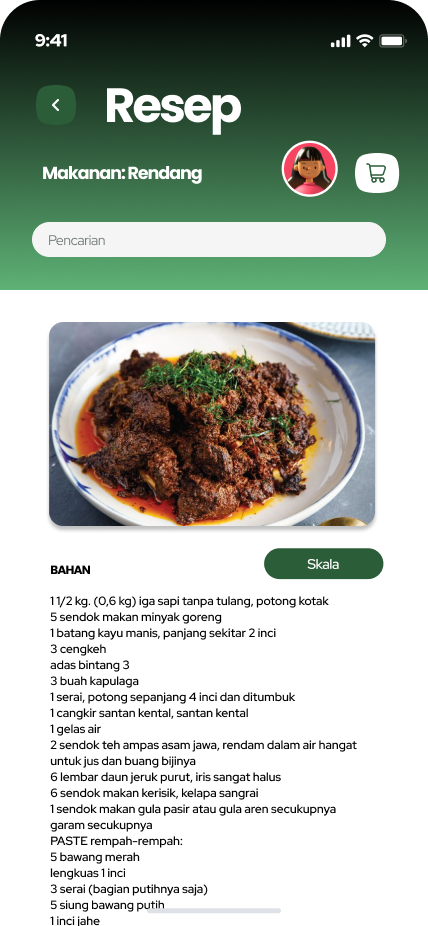 9:41
Resep
Makanan: Rendang
Pencarian
Skala
BAHAN
1 1/2 kg. (0,6 kg) iga sapi tanpa tulang, potong kotak
5 sendok makan minyak goreng
1 batang kayu manis, panjang sekitar 2 inci
3 cengkeh
adas bintang 3
3 buah kapulaga
1 serai, potong sepanjang 4 inci dan ditumbuk
1 cangkir santan kental, santan kental
1 gelas air
2 sendok teh ampas asam jawa, rendam dalam air hangat
untuk jus dan buang bijinya
6 lembar daun jeruk purut, iris sangat halus
6 sendok makan kerisik, kelapa sangrai
1 sendok makan gula pasir atau gula aren secukupnya
garam secukupnya
PASTE rempah-rempah:
5 bawang merah
lengkuas 1 inci
3 serai (bagian putihnya saja)
5 siung bawang putih
1 inci jahe